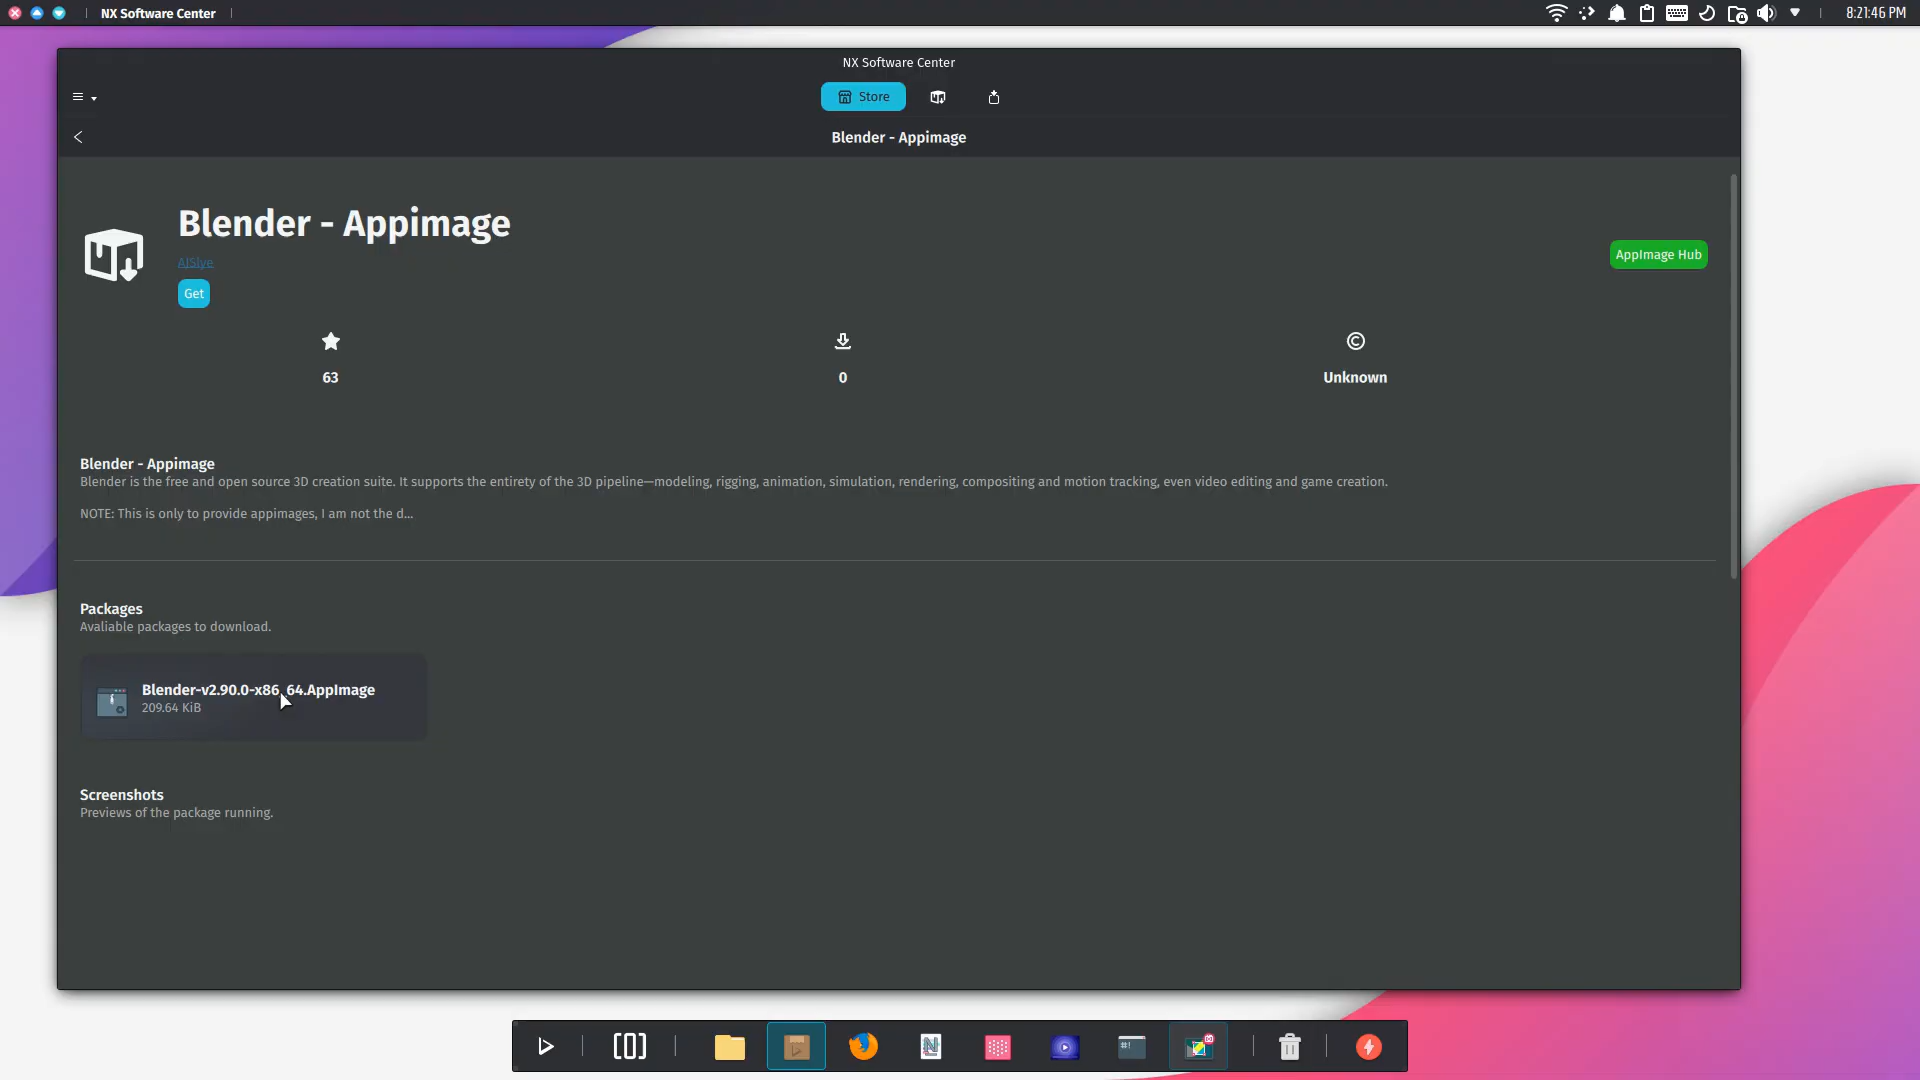 NX Software Center
8:21:46 PM
NX Software Center
Store
Blender - Appimage
Blender - Appimage
AJSlye
Get
AppImage Hub
63
0
Unknown
Blender - Appimage
Blender is the free and open source 3D creation suite. It supports the entirety of the 3D pipeline—modeling, rigging, animation, simulation, rendering, compositing and motion tracking, even video editing and game creation.
NOTE: This is only to provide appimages, I am not the d...
Packages
Avaliable packages to download.
Blender-v2.90.0-x86_64.AppImage
209.64 KiB
Screenshots
Previews of the package running.